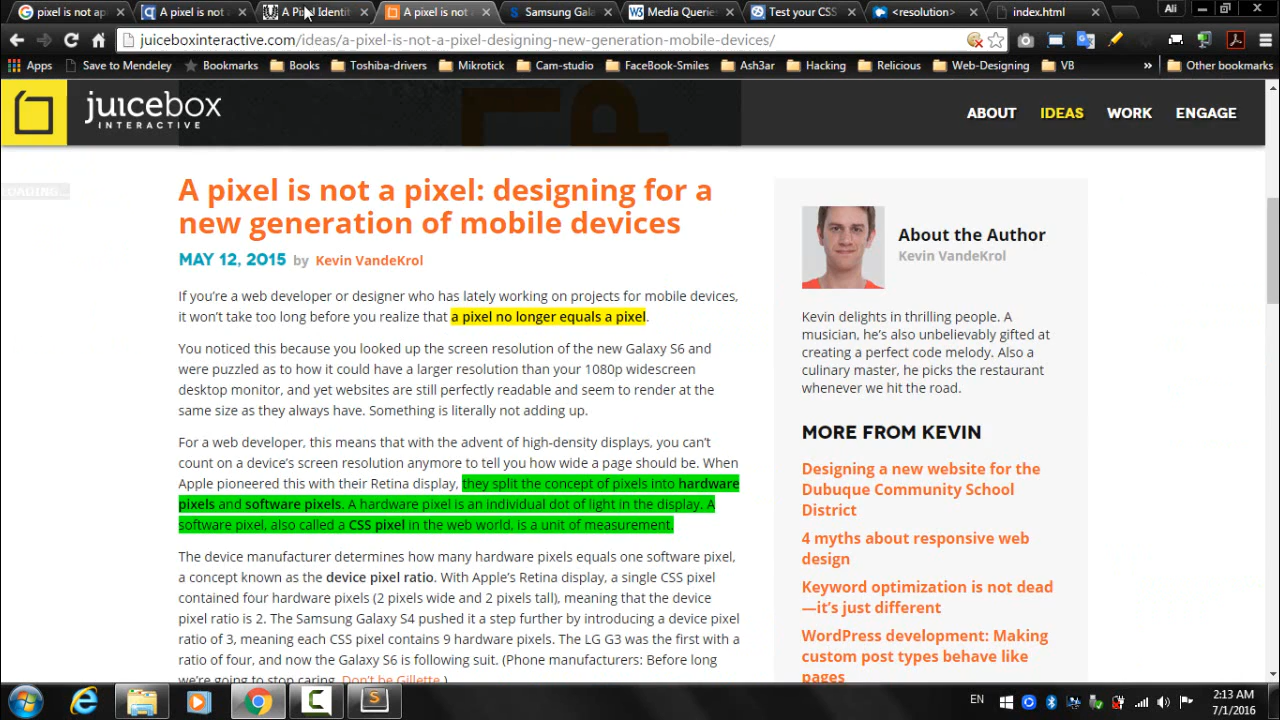 pixel is not ap
A pixel is not a
A Pixel Identit
A pixel is not a
Samsung Gala
Media Querie
Test your CSS
<resolution>
index.html
Ali
juiceboxinteractive.com/ideas/a-pixel-is-not-a-pixel-designing-new-generation-mobile-devices/
Apps
Save to Mendeley
Bookmarks
Books
Toshiba-drivers
Mikrotick
Cam-studio
FaceBook-Smiles
Ash3ar
Hacking
Relicious
Web-Designing
VB
»
Other bookmarks
juicebox
INTERACTIVE
ABOUT
IDEAS
WORK
ENGAGE
LOADING...
A pixel is not a pixel: designing for a
new generation of mobile devices
MAY 12, 2015 by Kevin VandeKrol
If you're a web developer or designer who has lately working on projects for mobile devices,
it won't take too long before you realize that a pixel no longer equals a pixel.
You noticed this because you looked up the screen resolution of the new Galaxy S6 and
were puzzled as to how it could have a larger resolution than your 1080p widescreen
desktop monitor, and yet websites are still perfectly readable and seem to render at the
same size as they always have. Something is literally not adding up.
For a web developer, this means that with the advent of high-density displays, you can't
count on a device's screen resolution anymore to tell you how wide a page should be. When
Apple pioneered this with their Retina display, they split the concept of pixels into hardware
pixels and software pixels. A hardware pixel is an individual dot of light in the display. A
software pixel, also called a CSS pixel in the web world, is a unit of measurement.
The device manufacturer determines how many hardware pixels equals one software pixel,
a concept known as the device pixel ratio. With Apple's Retina display, a single CSS pixel
contained four hardware pixels (2 pixels wide and 2 pixels tall), meaning that the device
pixel ratio is 2. The Samsung Galaxy S4 pushed it a step further by introducing a device pixel
ratio of 3, meaning each CSS pixel contains 9 hardware pixels. The LG G3 was the first with a
ratio of four, and now the Galaxy S6 is following suit. (Phone manufacturers: Before long
we're going to stop caring. Don't be Gillette.)
About the Author
Kevin VandeKrol
Kevin delights in thrilling people. A
musician, he's also unbelievably gifted at
creating a perfect code melody. Also a
culinary master, he picks the restaurant
whenever we hit the road.
MORE FROM KEVIN
Designing a new website for the
Dubuque Community School
District
4 myths about responsive web
design
Keyword optimization is not dead
—it's just different
WordPress development: Making
custom post types behave like
pages
EN
2:13 AM
7/1/2016